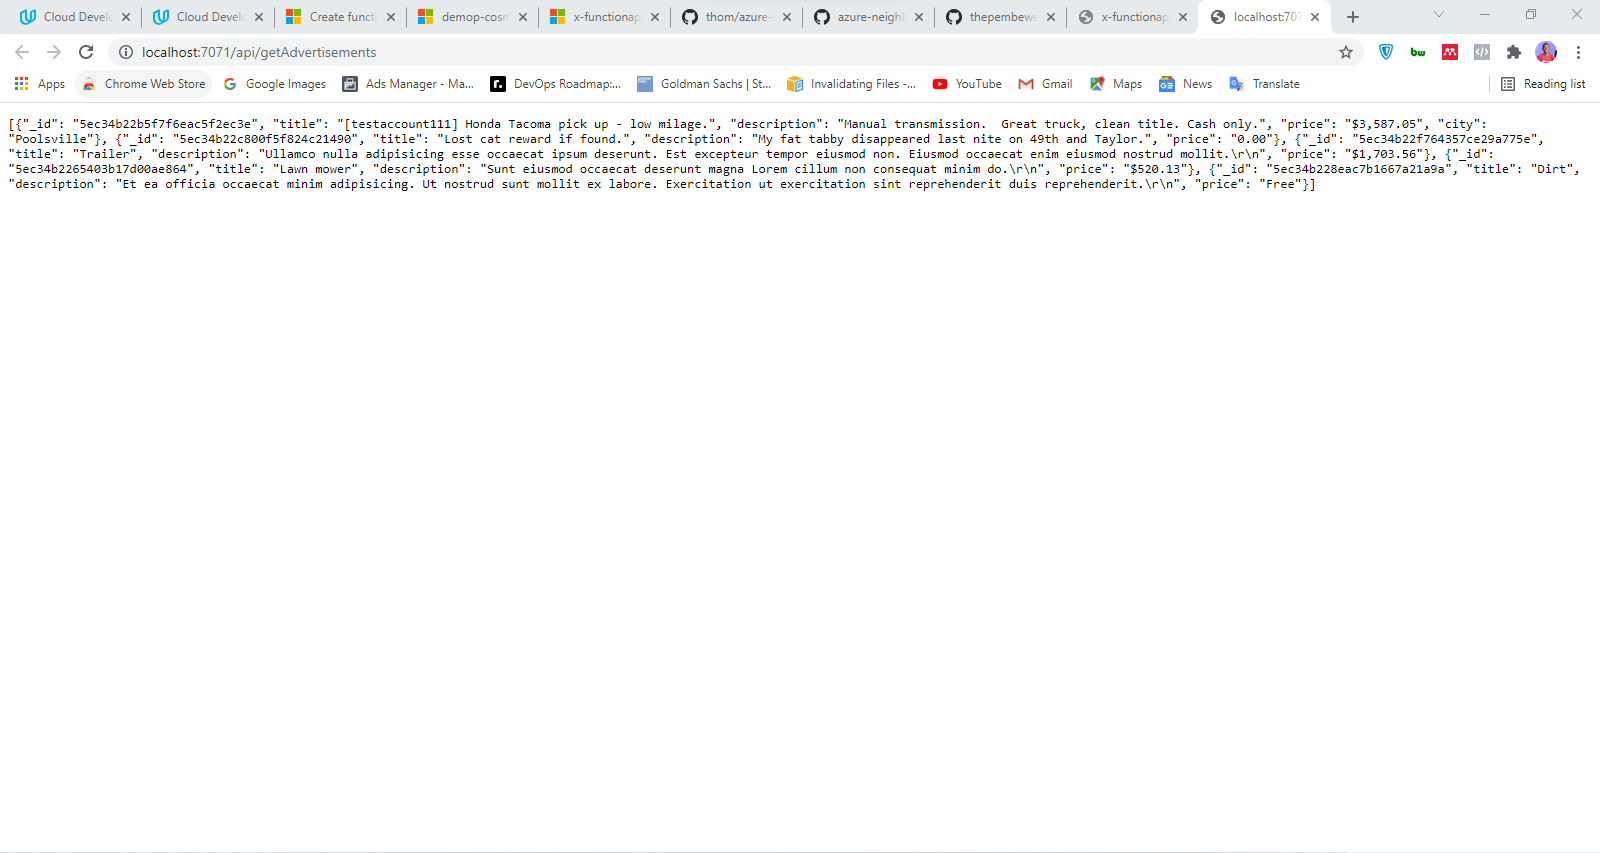 Cloud Develo
Cloud Develo
Create functi
demop-cosm
x-functionap
thom/azure-
azure-neighb
thepembewe
x-functionap
localhost:707
localhost:7071/api/getAdvertisements
bw
Apps
Chrome Web Store
Google Images
Ads Manager - Ma...
DevOps Roadmap:...
Goldman Sachs | St...
Invalidating Files -...
YouTube
Gmail
Maps
News
Translate
Reading list
[{"_id": "5ec34b22b5f7f6eac5f2ec3e", "title": "[testaccount111] Honda Tacoma pick up - low milage.", "description": "Manual transmission.  Great truck, clean title. Cash only.", "price": "$3,587.05", "city":
"Poolsville"}, {"_id": "5ec34b22c800f5f824c21490", "title": "Lost cat reward if found.", "description": "My fat tabby disappeared last nite on 49th and Taylor.", "price": "0.00"}, {"_id": "5ec34b22f764357ce29a775e",
"title": "Trailer", "description": "Ullamco nulla adipisicing esse occaecat ipsum deserunt. Est excepteur tempor eiusmod non. Eiusmod occaecat enim eiusmod nostrud mollit.\r\n", "price": "$1,703.56"}, {"_id":
"5ec34b2265403b17d00ae864", "title": "Lawn mower", "description": "Sunt eiusmod occaecat deserunt magna Lorem cillum non consequat minim do.\r\n", "price": "$520.13"}, {"_id": "5ec34b228eac7b1667a21a9a", "title": "Dirt",
"description": "Et ea officia occaecat minim adipisicing. Ut nostrud sunt mollit ex labore. Exercitation ut exercitation sint reprehenderit duis reprehenderit.\r\n", "price": "Free"}]